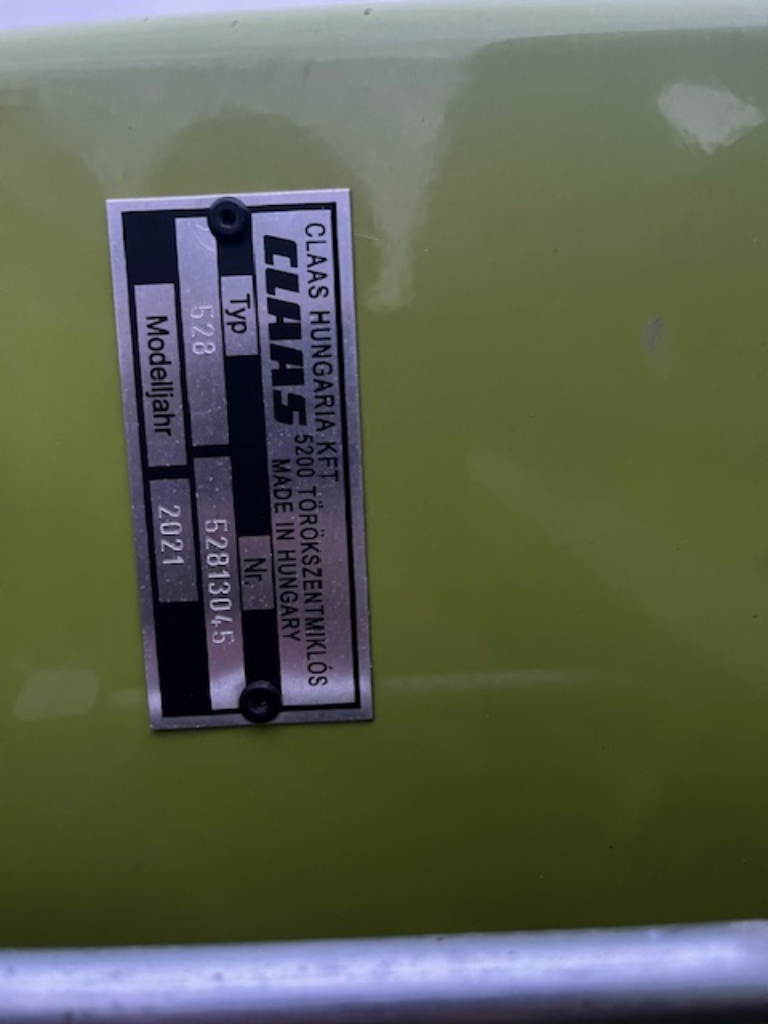 CLAAS HUNGARIA KFT
5200 TÖRÖKSZENTMIKLÓS
CLAAS
MADE IN HUNGARY
Typ
Nr.
528
52813045
Modelljahr
2021